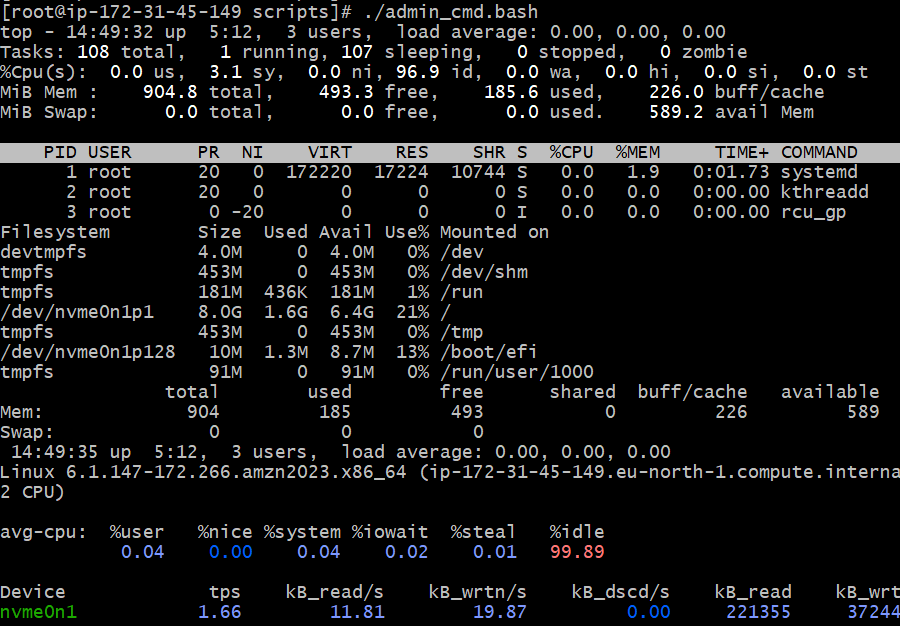 [root@ip-172-31-45-149 scripts]# ./admin_cmd.bash
top - 14:49:32 up  5:12,  3 users,  load average: 0.00, 0.00, 0.00
Tasks: 108 total,   1 running, 107 sleeping,   0 stopped,   0 zombie
%Cpu(s):  0.0 us,  3.1 sy,  0.0 ni, 96.9 id,  0.0 wa,  0.0 hi,  0.0 si,  0.0 st
MiB Mem :    904.8 total,    493.3 free,    185.6 used,    226.0 buff/cache
MiB Swap:      0.0 total,      0.0 free,      0.0 used.    589.2 avail Mem
    PID USER      PR  NI    VIRT    RES    SHR S  %CPU  %MEM     TIME+ COMMAND
      1 root      20   0  172220  17224  10744 S   0.0   1.9   0:01.73 systemd
      2 root      20   0       0      0      0 S   0.0   0.0   0:00.00 kthreadd
      3 root       0 -20       0      0      0 I   0.0   0.0   0:00.00 rcu_gp
Filesystem        Size  Used Avail Use% Mounted on
devtmpfs          4.0M     0  4.0M   0% /dev
tmpfs             453M     0  453M   0% /dev/shm
tmpfs             181M  436K  181M   1% /run
/dev/nvme0n1p1    8.0G  1.6G  6.4G  21% /
tmpfs             453M     0  453M   0% /tmp
/dev/nvme0n1p128   10M  1.3M  8.7M  13% /boot/efi
tmpfs              91M     0   91M   0% /run/user/1000
               total        used        free      shared  buff/cache   available
Mem:             904         185         493           0         226         589
Swap:              0           0           0
 14:49:35 up  5:12,  3 users,  load average: 0.00, 0.00, 0.00
Linux 6.1.147-172.266.amzn2023.x86_64 (ip-172-31-45-149.eu-north-1.compute.interna
2 CPU)
avg-cpu:  %user   %nice %system %iowait  %steal   %idle
           0.04    0.00    0.04    0.02    0.01   99.89
Device             tps    kB_read/s    kB_wrtn/s    kB_dscd/s    kB_read    kB_wrt
nvme0n1           1.66        11.81        19.87         0.00     221355     37244